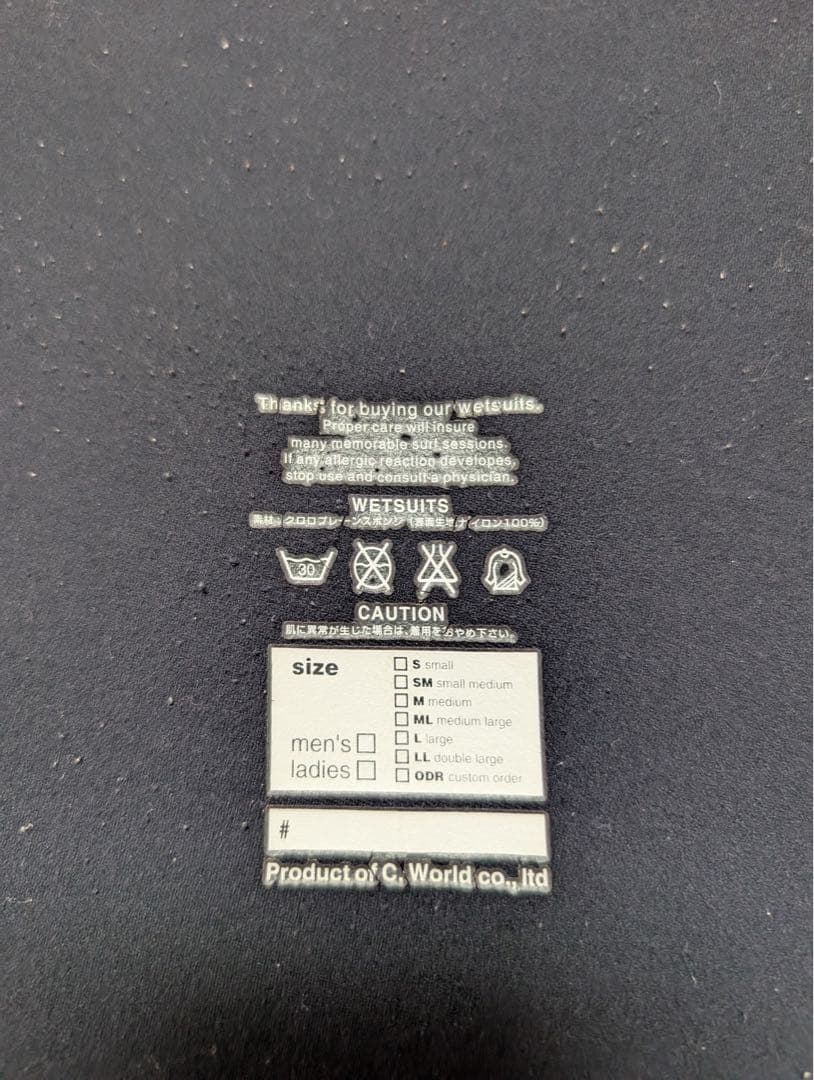 Thanks for buying our wetsuits.
Proper care will insure
many memorable surf sessions.
If any allergic reaction developes,
stop use and consult a physician.
WETSUITS
素材：クロロプレーンスポンジ（表裏生地ナイロン100%）
30
CAUTION
肌に異常が生じた場合は、着用をおやめ下さい。
size
S small
SM small medium
M medium
ML medium large
L large
LL double large
ODR custom order
men's
ladies
#
Product of C, World co., ltd